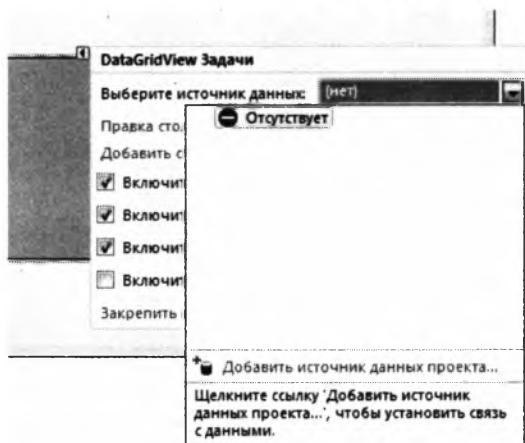 DataGridView Задачи
Выберите источник данных: (нет)
Отсутствует
Правка сто
Добавить с
Включит
Включит
Включит
Включит
Закрепить
Добавить источник данных проекта...
Щелкните ссылку 'Добавить источник
данных проекта...', чтобы установить связь
с данными.